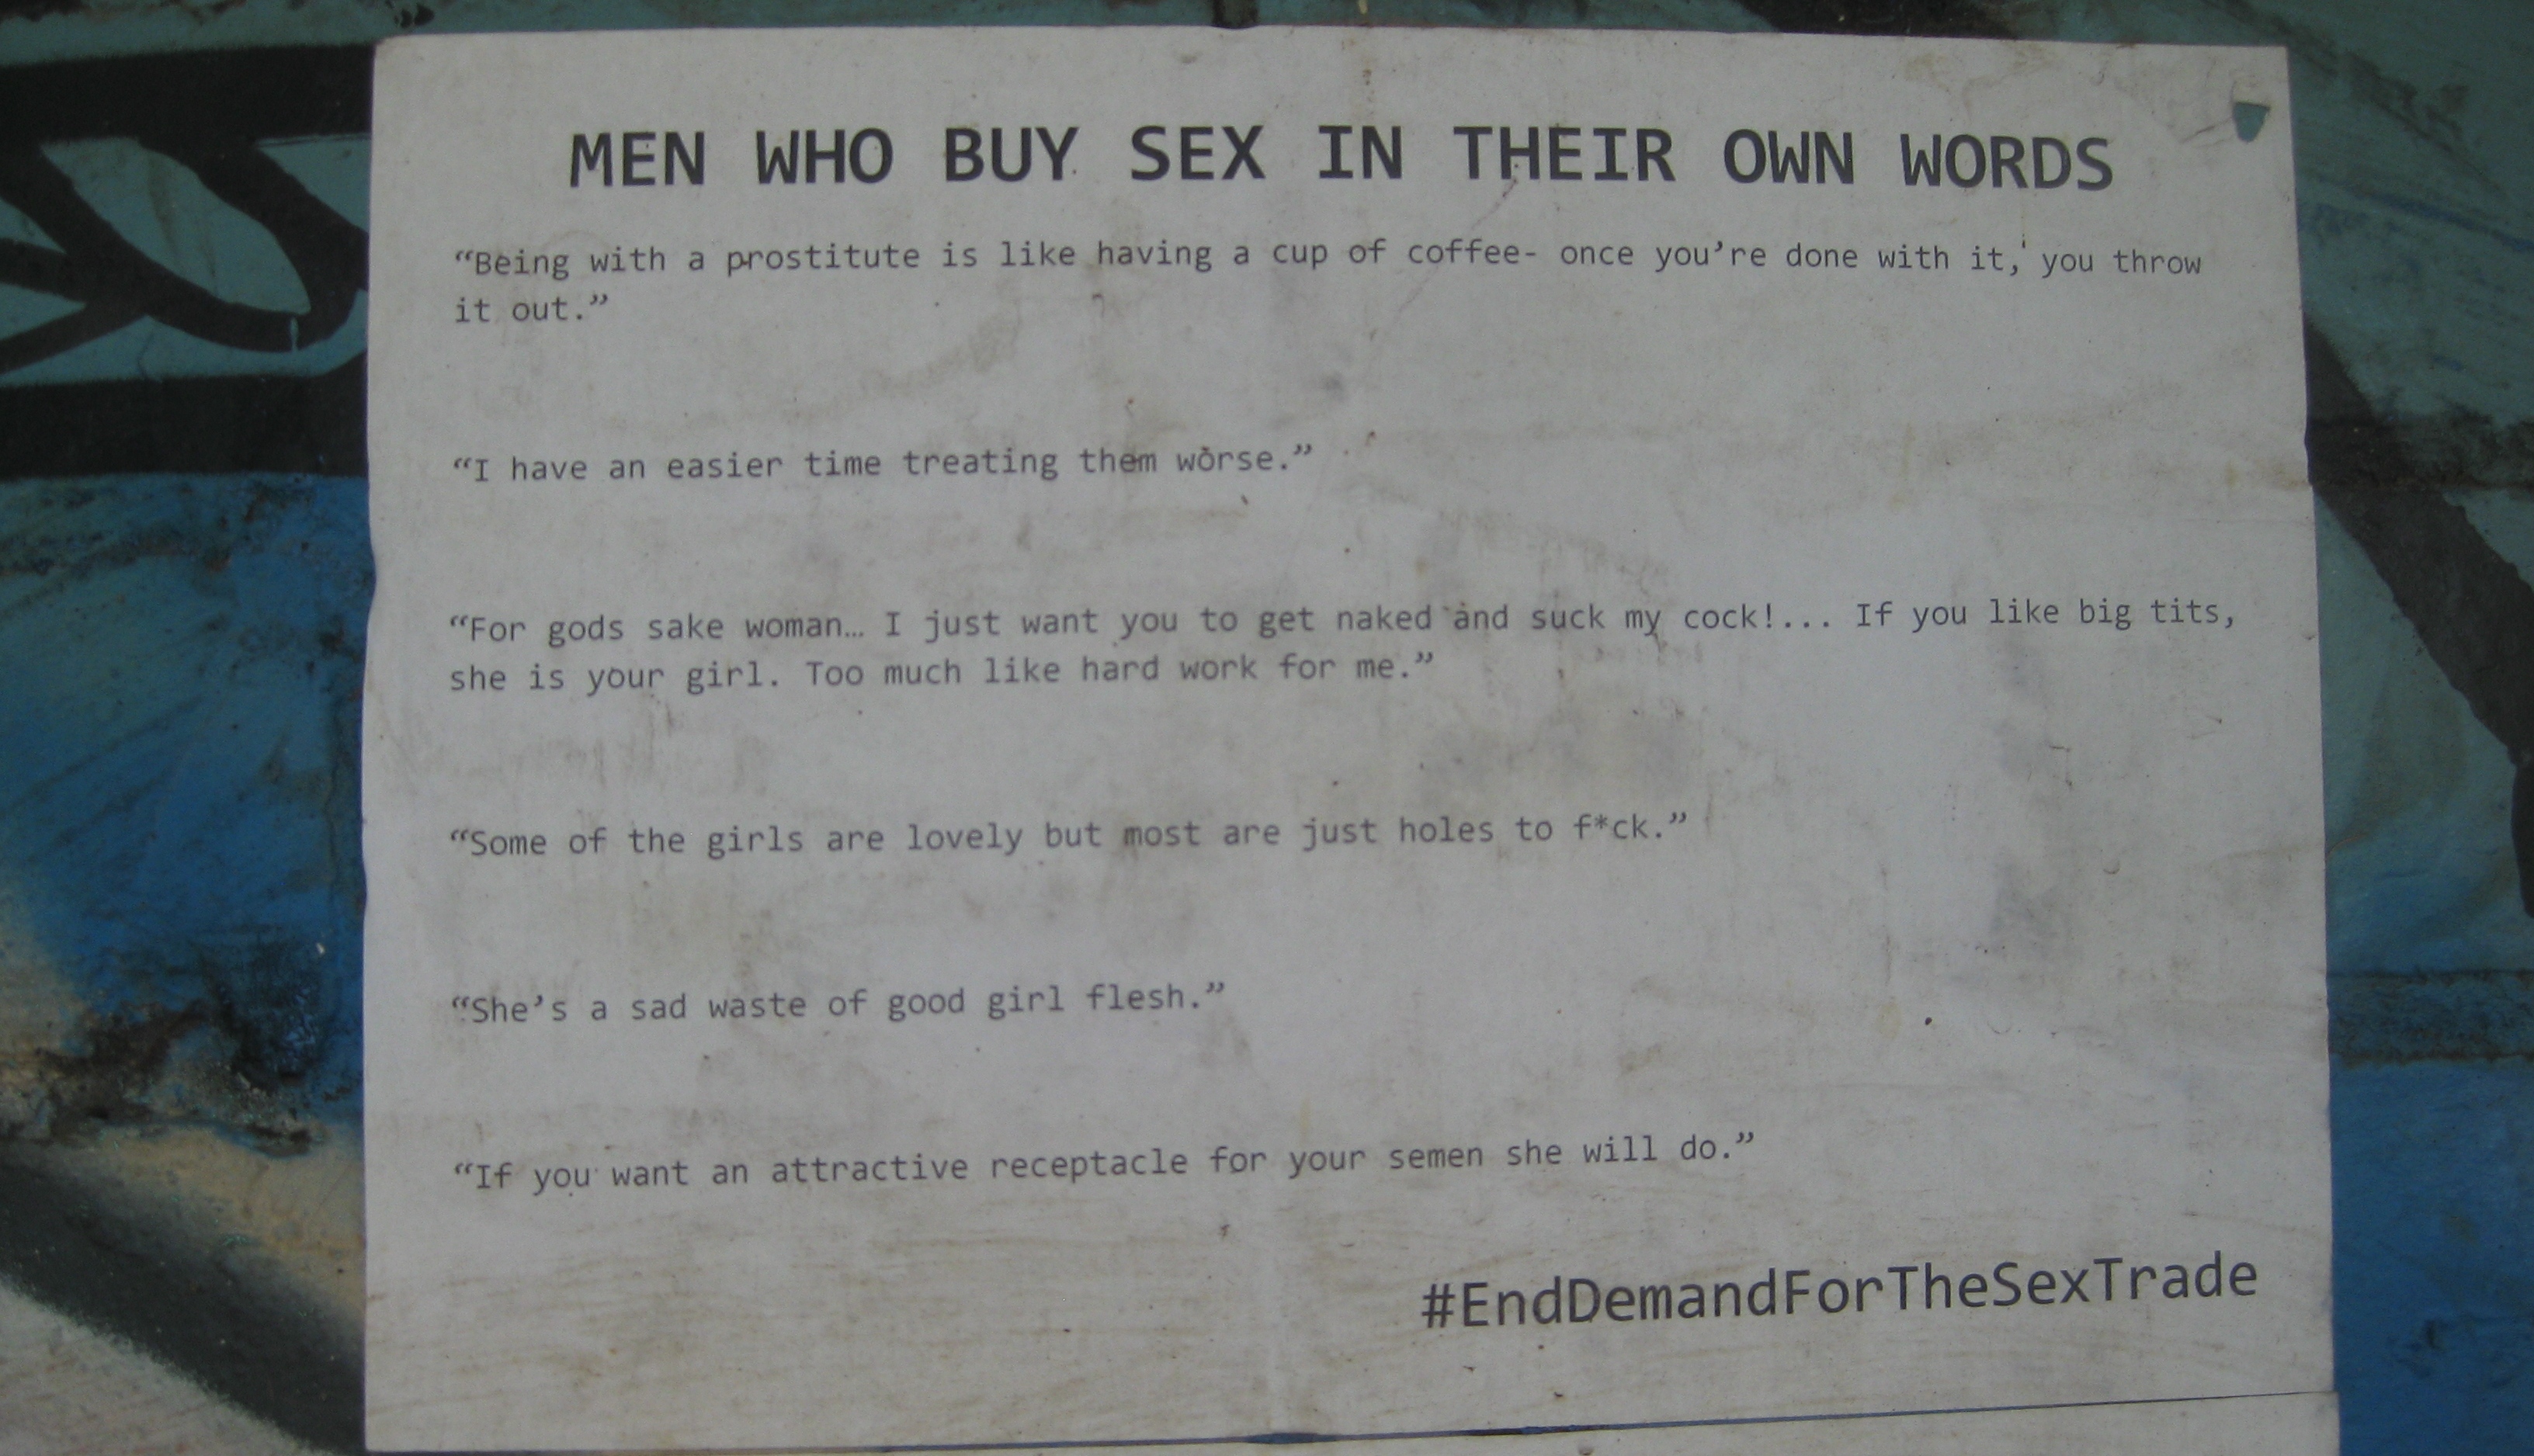 MEN WHO BUY SEX IN THEIR OWN WORDS
“Being with a prostitute is like having a cup of coffee- once you’re done with it, you throw
it out.”
“I have an easier time treating them worse.”
“For gods sake woman… I just want you to get naked and suck my cock!... If you like big tits,
she is your girl. Too much like hard work for me.”
“Some of the girls are lovely but most are just holes to f*ck.”
“She’s a sad waste of good girl flesh.”
“If you want an attractive receptacle for your semen she will do.”
#EndDemandForTheSexTrade